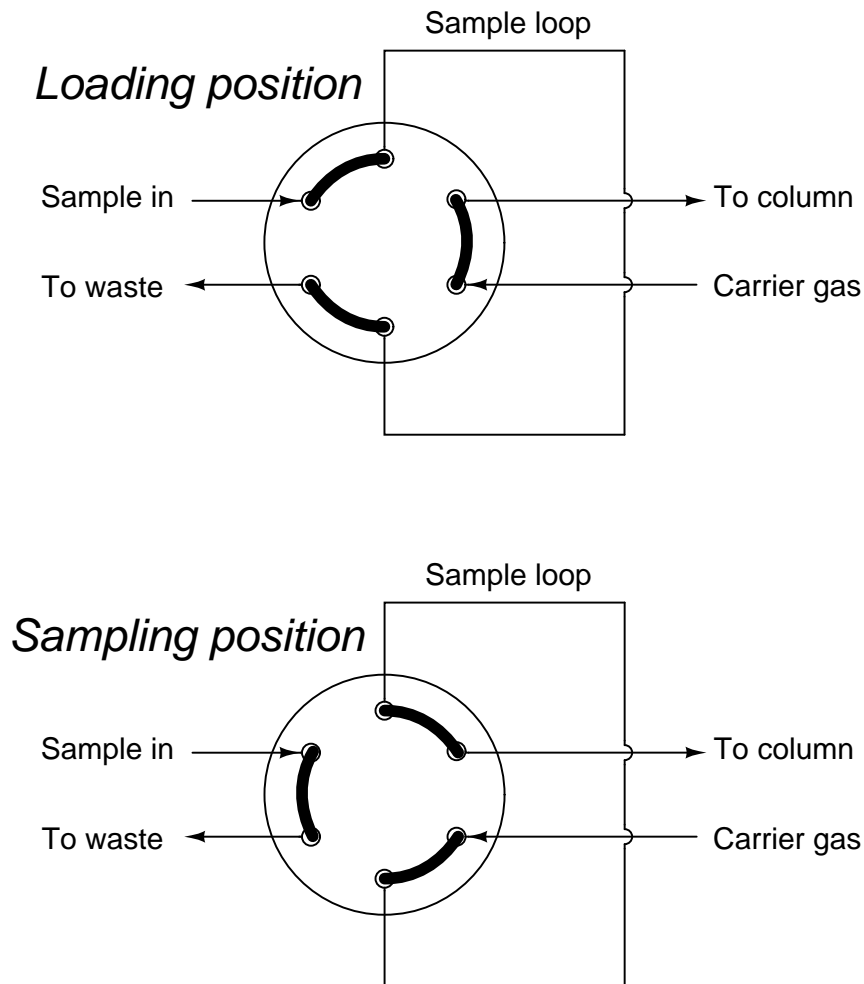 Sample loop
Loading position
Sample in
To column
To waste
Carrier gas
Sample loop
Sampling position
Sample in
To column
To waste
Carrier gas